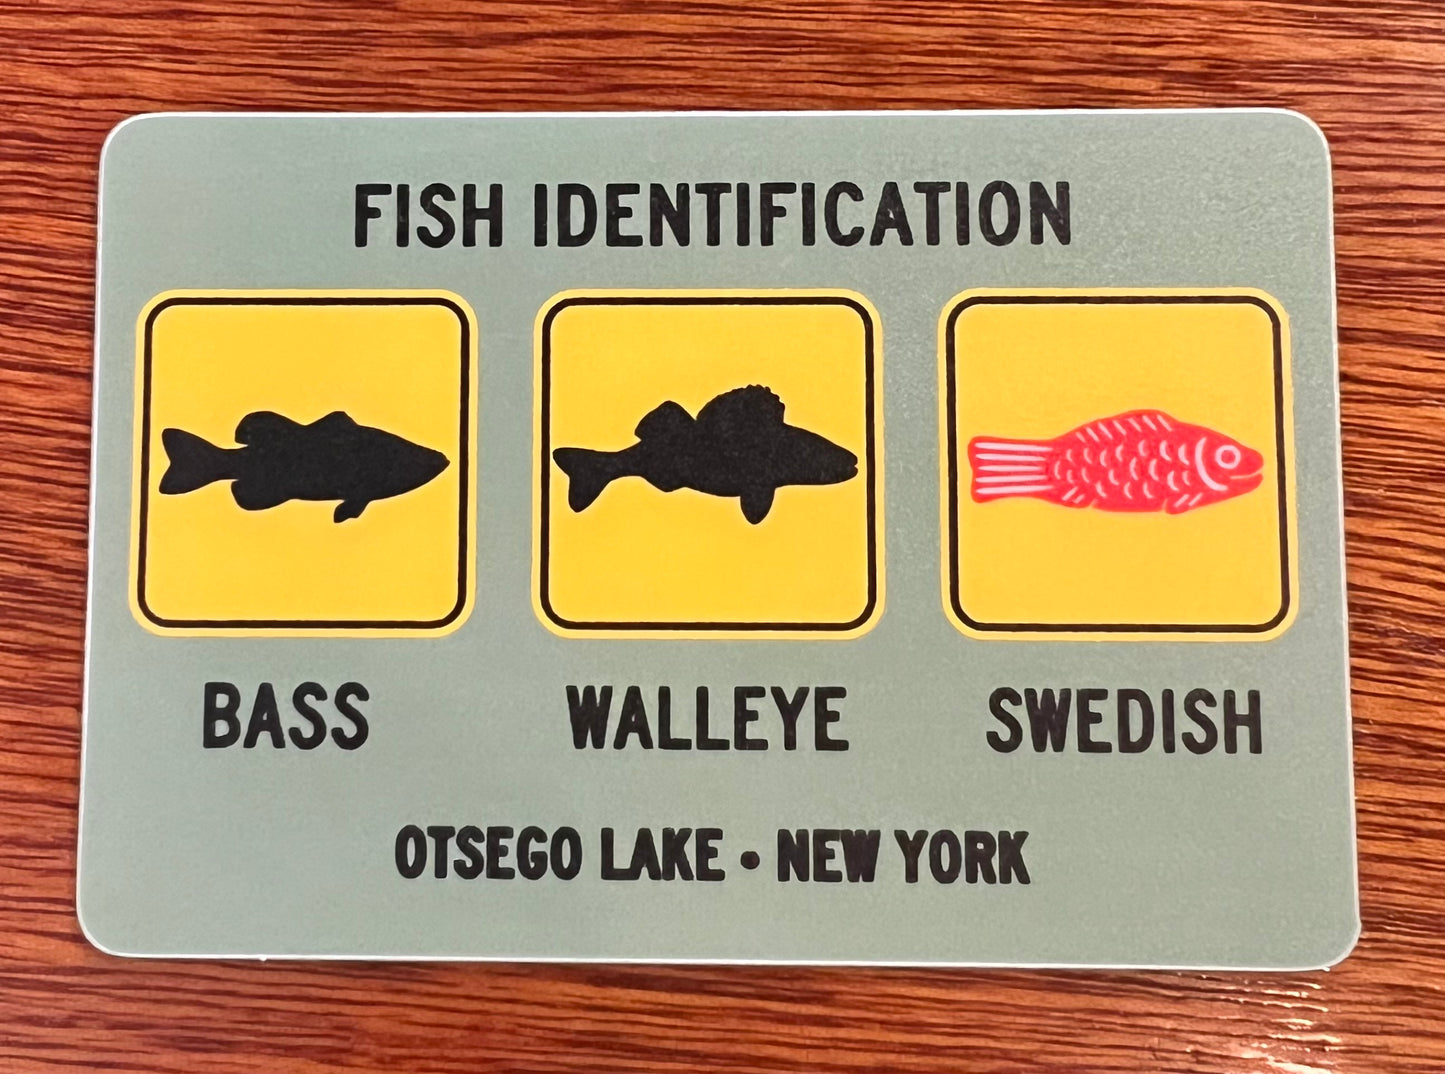 FISH IDENTIFICATION
BASS WALLEYE SWEDISH
OTSEGO LAKE • NEW YORK